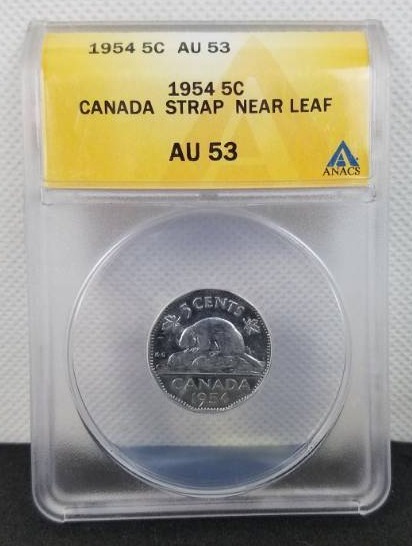 1954 5C AU 53
1954 5C
CANADA STRAP NEAR LEAF
AU 53
ANACS
5 CENTS
CANADA
1954